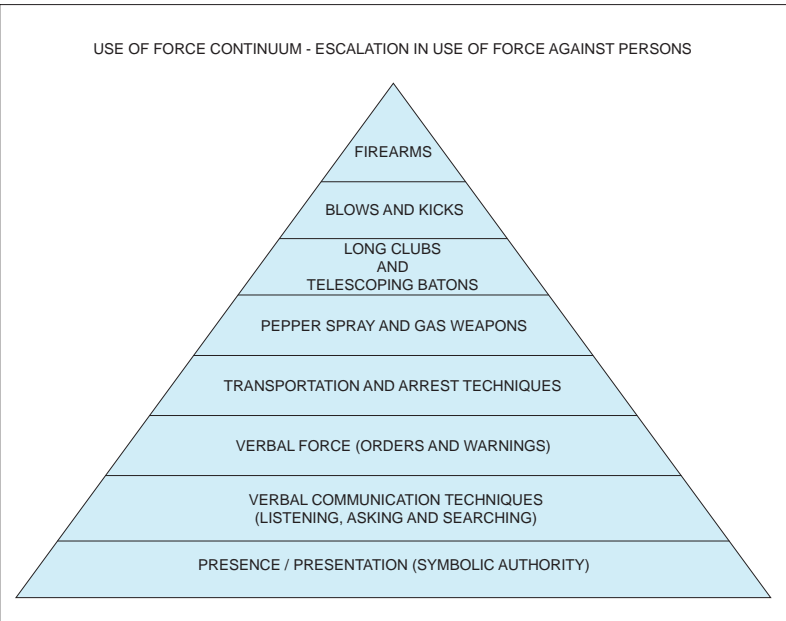 USE OF FORCE CONTINUUM - ESCALATION IN USE OF FORCE AGAINST PERSONS
FIREARMS
BLOWS AND KICKS
LONG CLUBS
AND
TELESCOPING BATONS
PEPPER SPRAY AND GAS WEAPONS
TRANSPORTATION AND ARREST TECHNIQUES
VERBAL FORCE (ORDERS AND WARNINGS)
VERBAL COMMUNICATION TECHNIQUES
(LISTENING, ASKING AND SEARCHING)
PRESENCE / PRESENTATION (SYMBOLIC AUTHORITY)